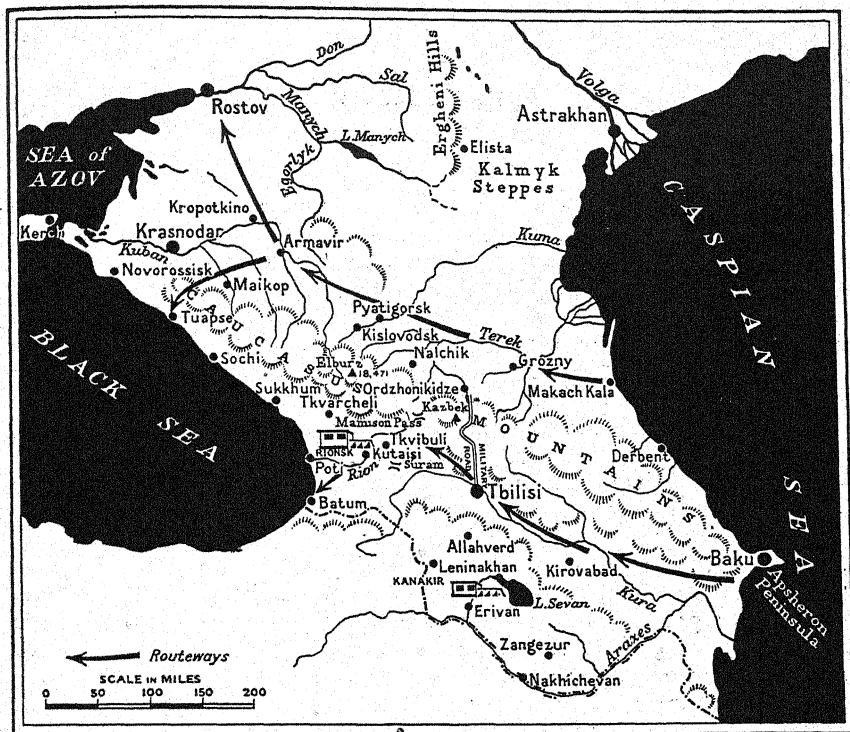 Don
Sal
Volga
Rostov
Manych
L.Manych
Ergheni Hills
Astrakhan
Elista
Kalmyk
Steppes
SEA of
AZOV
Egorlyk
Kropotkino
Kerch
Krasnodar
Armavir
Kuma
Kuban
Novorossisk
Maikop
CASPIAN SEA
Tuapse
Pyatigorsk
Kislovodsk
Terek
CAUCASUS
Sochi
Elbur
18,471
Nalchik
Grozny
Ordzhonikidze
Makach Kala
BLACK SEA
Sukkhum
Tkvarcheli
Kazbek
Mamison Pass
MOUNTAINS
RIONSK
Tkvibuli
Kutaisi
Derbent
Poti
Rion
Suram
MILITARY
ROAD
Batum
Tbilisi
Allahverd
Leninakhan
Kirovabad
Baku
KANAKIR
Kura
Apsheron
Peninsula
L.Sevan
Erivan
Zangezur
Araxes
Nakhichevan
Routeways
SCALE IN MILES
0 50 100 150 200